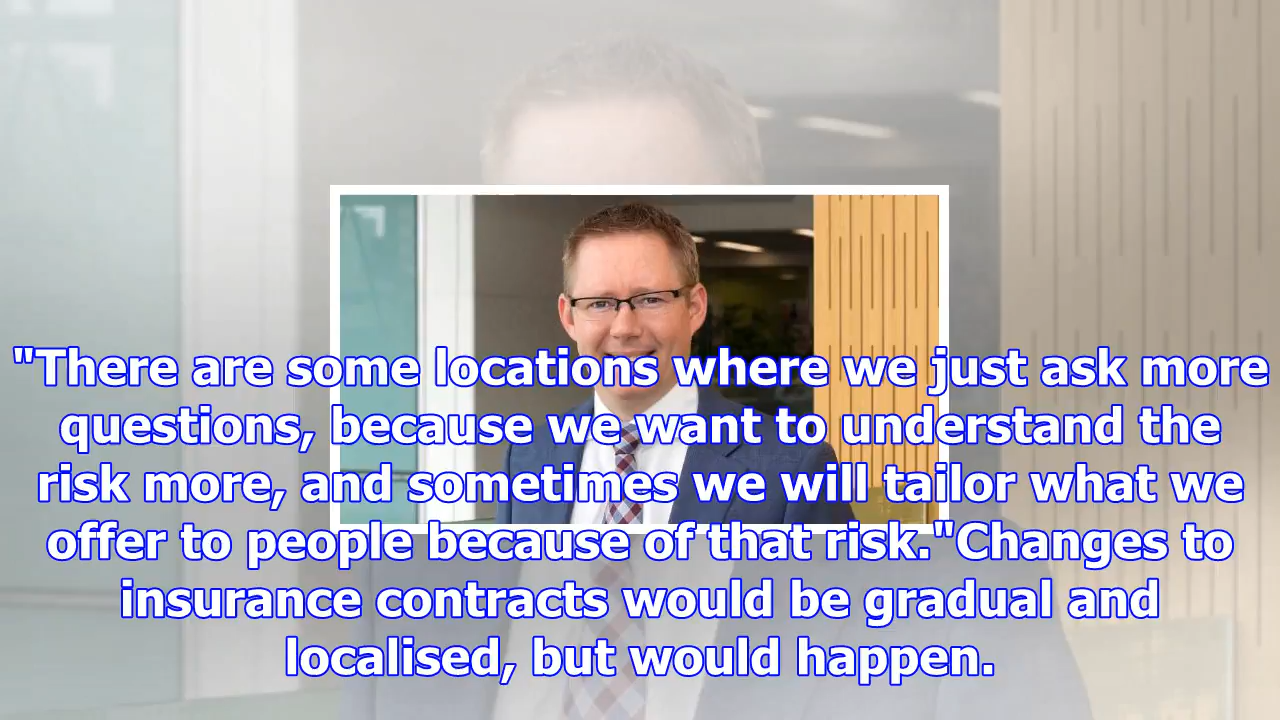 "There are some locations where we just ask more
questions, because we want to understand the
risk more, and sometimes we will tailor what we
offer to people because of that risk."Changes to
insurance contracts would be gradual and
localised, but would happen.